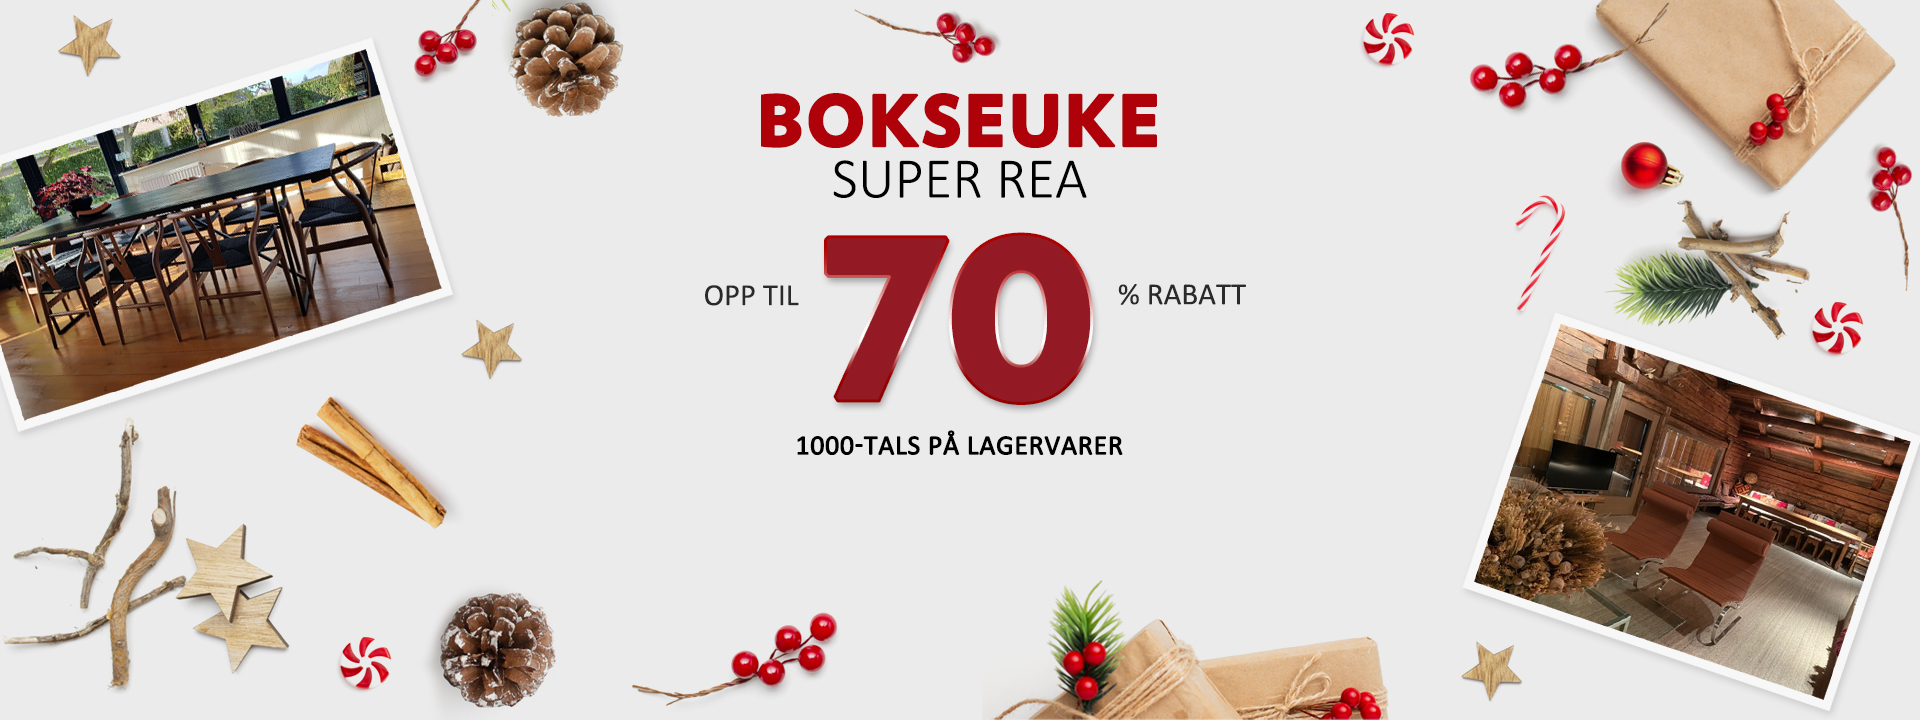 BOKSEUKE
SUPER REA
OPP TIL 70 % RABATT
1000-TALS PÅ LAGERVARER